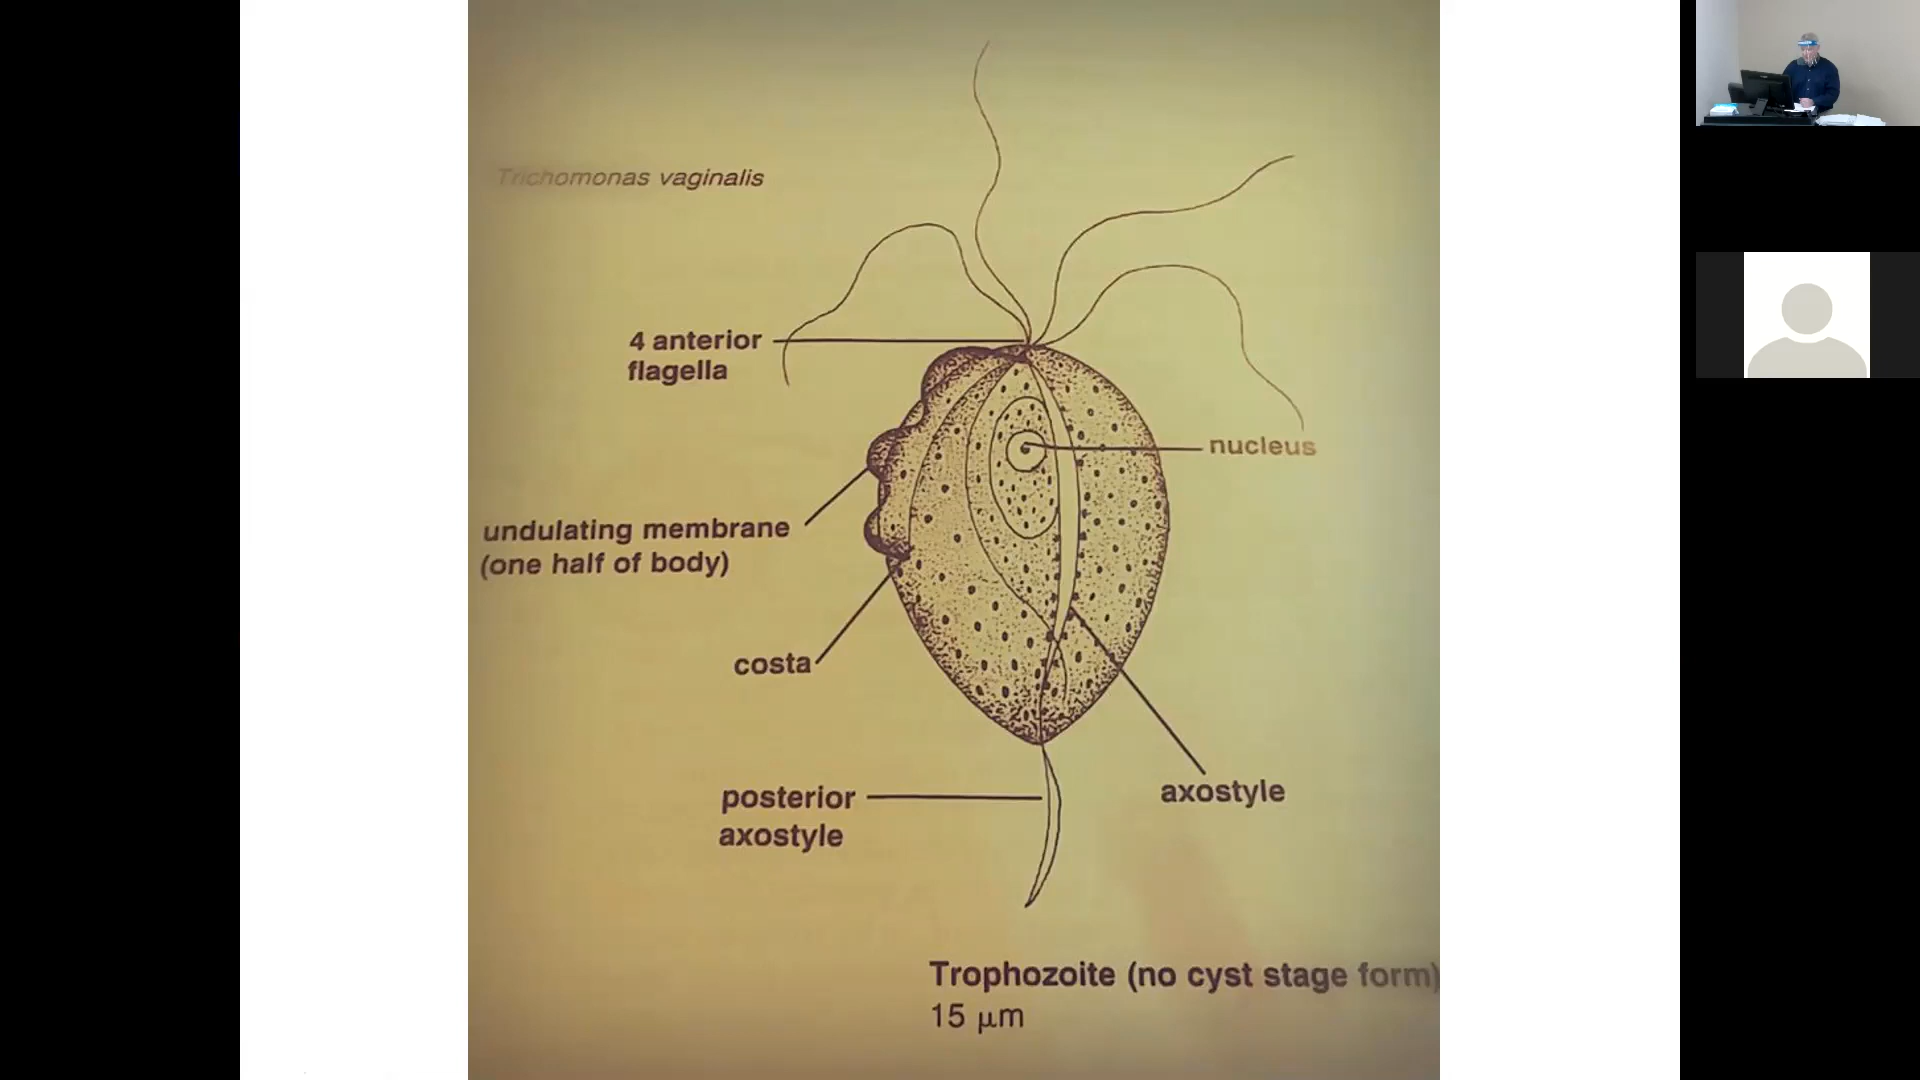 Trichomonas vaginalis
4 anterior
flagella
nucleus
undulating membrane
(one half of body)
costa
posterior
axostyle
axostyle
Trophozoite (no cyst stage form)
15 μm